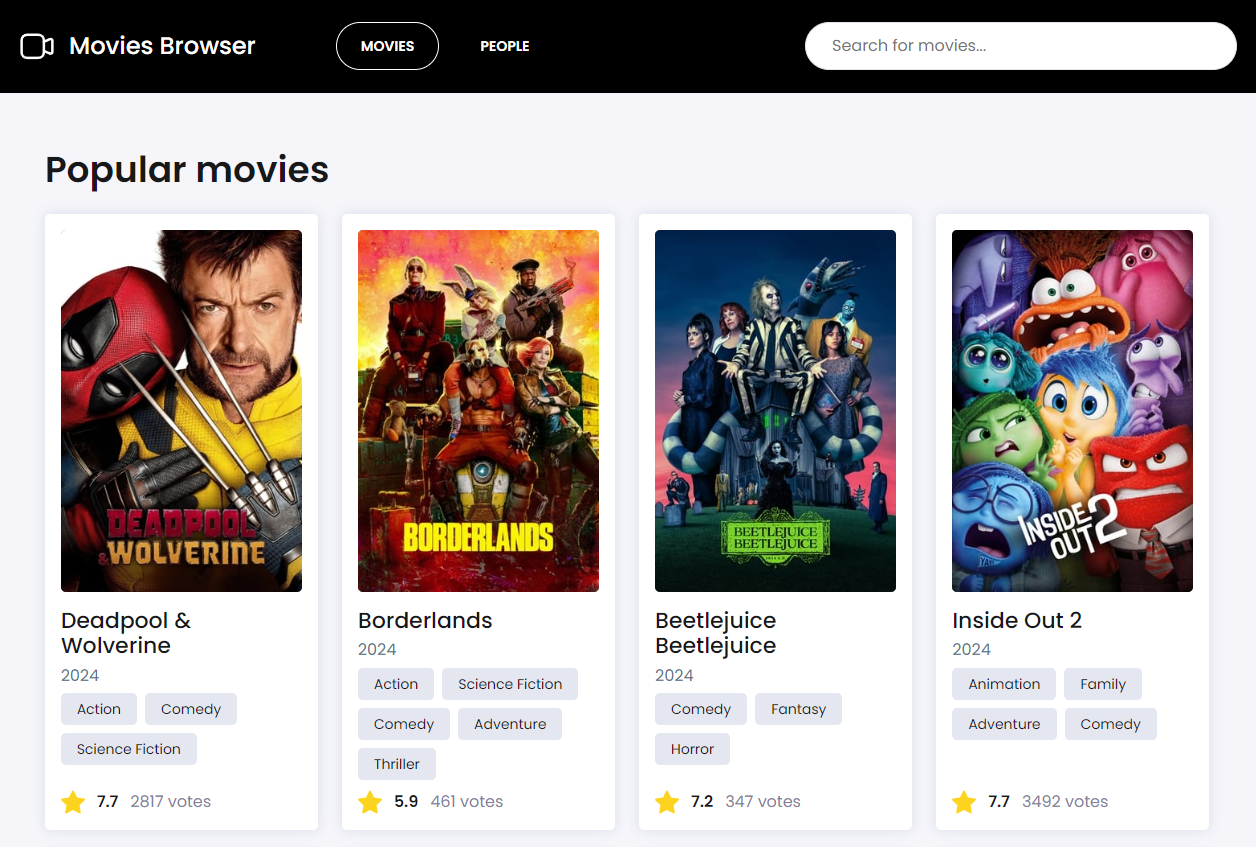 Movies Browser
MOVIES
PEOPLE
Search for movies...
Popular movies
DEADPOOL
& WOLVERINE
Deadpool &
Wolverine
2024
Action
Comedy
Science Fiction
7.7
2817 votes
BORDERLANDS
Borderlands
2024
Action
Science Fiction
Comedy
Adventure
Thriller
5.9
461 votes
BEETLEJUICE
BEETLEJUICE
Beetlejuice
Beetlejuice
2024
Comedy
Fantasy
Horror
7.2
347 votes
INSIDE
OUT 2
Inside Out 2
2024
Animation
Family
Adventure
Comedy
7.7
3492 votes